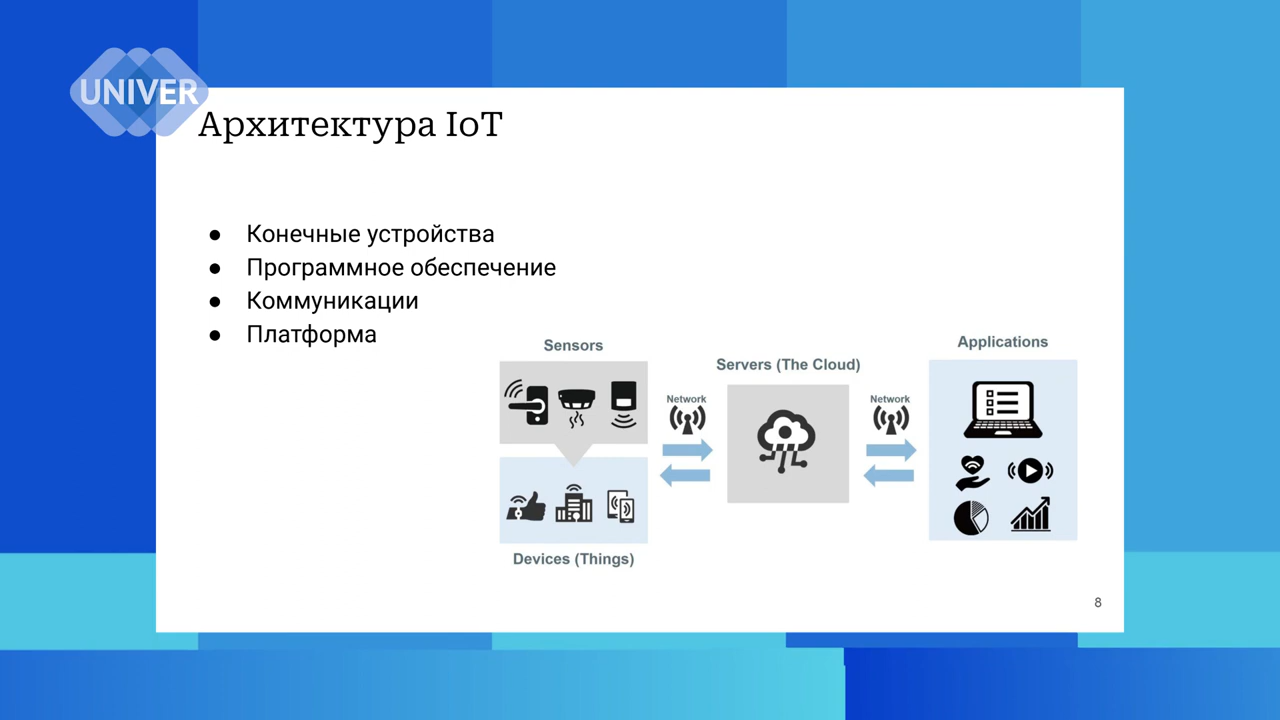 UNIVER
Архитектура IoT
● Конечные устройства
● Программное обеспечение
● Коммуникации
● Платформа
Sensors
Devices (Things)
Network
Servers (The Cloud)
Network
Applications
8